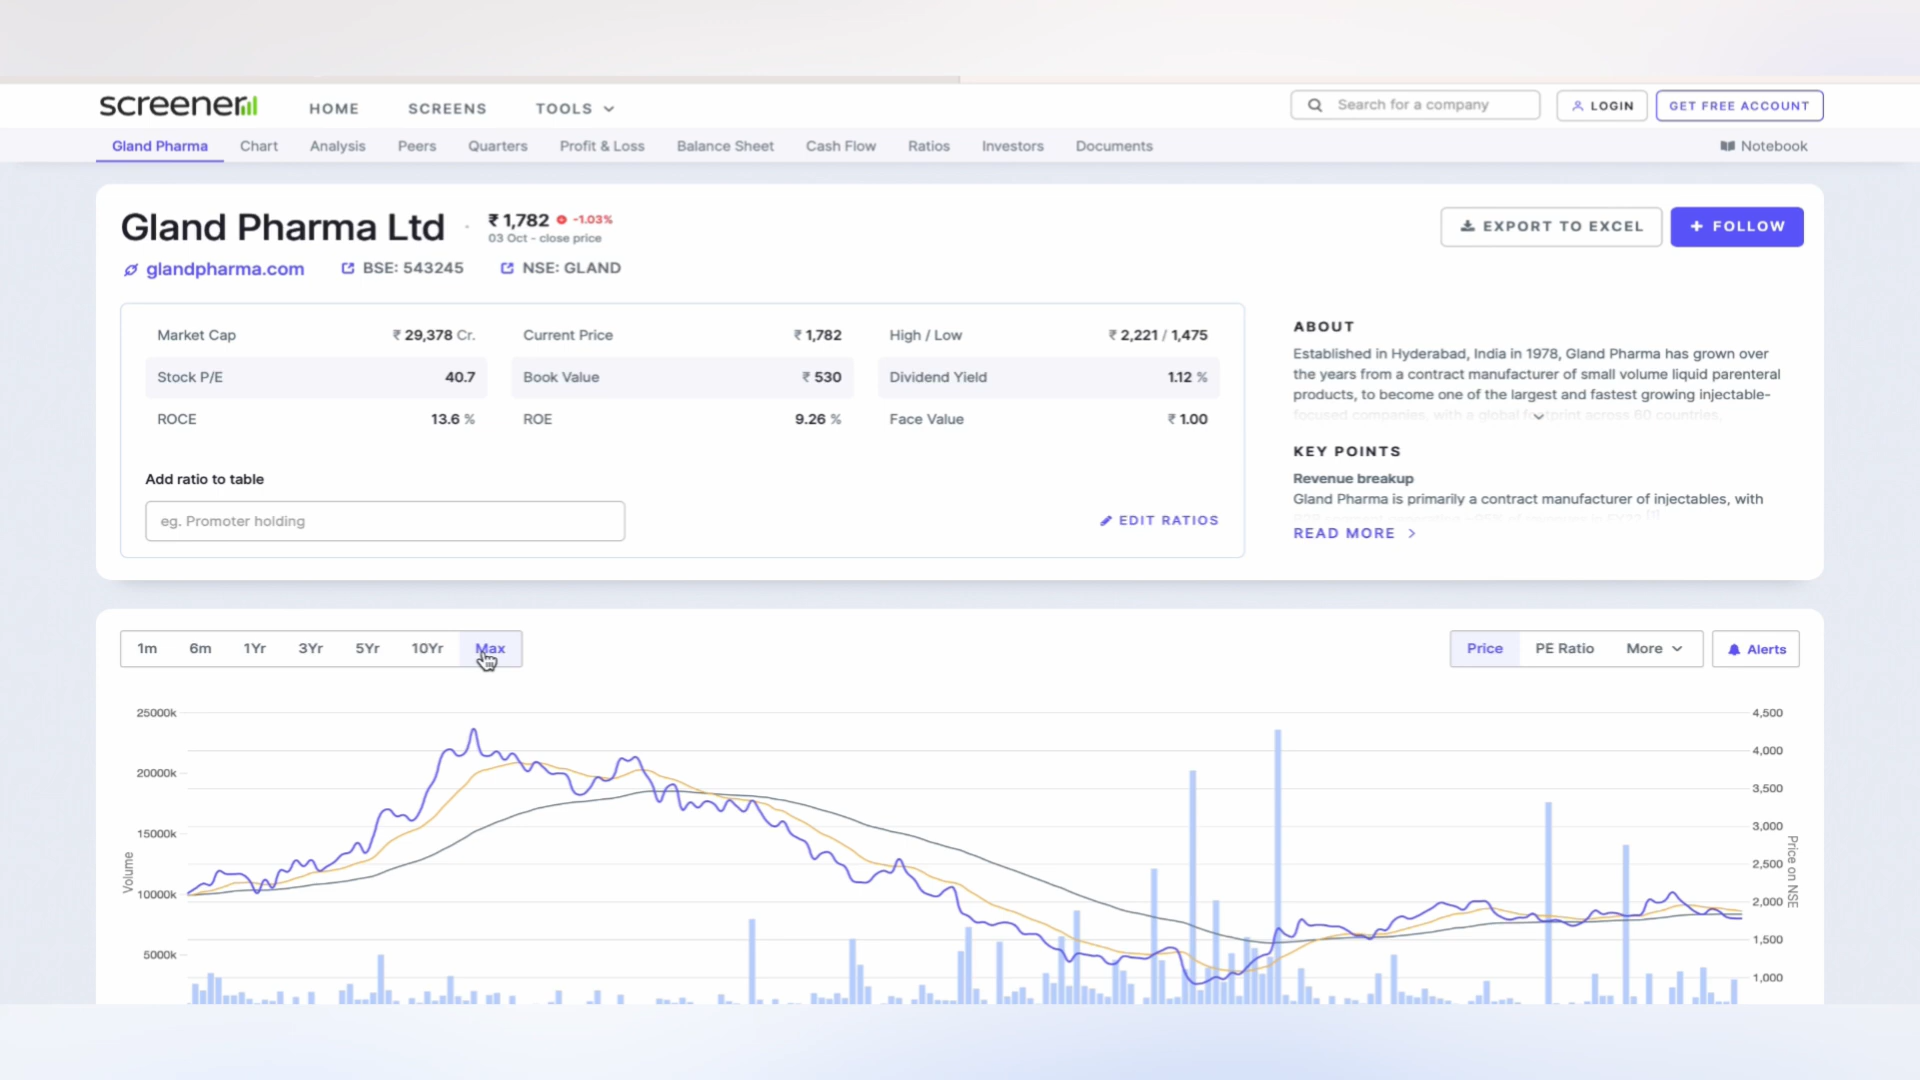 screener
HOME SCREENS TOOLS
Search for a company
LOGIN
GET FREE ACCOUNT
Gland Pharma Chart Analysis Peers Quarters Profit & Loss Balance Sheet Cash Flow Ratios Investors Documents Notebook
Gland Pharma Ltd
₹ 1,782 -1.03%
03 Oct - close price
EXPORT TO EXCEL
+ FOLLOW
glandpharma.com BSE: 543245 NSE: GLAND
Market Cap ₹ 29,378 Cr. Current Price ₹ 1,782 High / Low ₹ 2,221 / 1,475
Stock P/E 40.7 Book Value ₹ 530 Dividend Yield 1.12 %
ROCE 13.6 % ROE 9.26 % Face Value ₹ 1.00
Add ratio to table
eg. Promoter holding
EDIT RATIOS
ABOUT
Established in Hyderabad, India in 1978, Gland Pharma has grown over
the years from a contract manufacturer of small volume liquid parenteral
products, to become one of the largest and fastest growing injectable-
focused companies, with a global footprint across 60 countries,
KEY POINTS
Revenue breakup
Gland Pharma is primarily a contract manufacturer of injectables, with
READ MORE
1m 6m 1Yr 3Yr 5Yr 10Yr Max
Price PE Ratio More
Alerts
25000k
20000k
15000k
10000k
5000k
Volume
4,500
4,000
3,500
3,000
2,500
2,000
1,500
1,000
Price on NSE